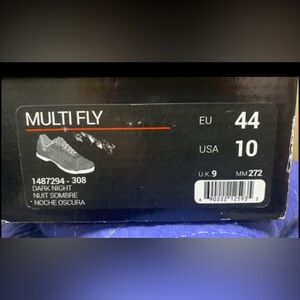 MULTI FLY
EU 44
USA 10
1487294 - 308
DARK NIGHT
NUIT SOMBRE
NOCHE OSCURA
U.K 9 MM 272